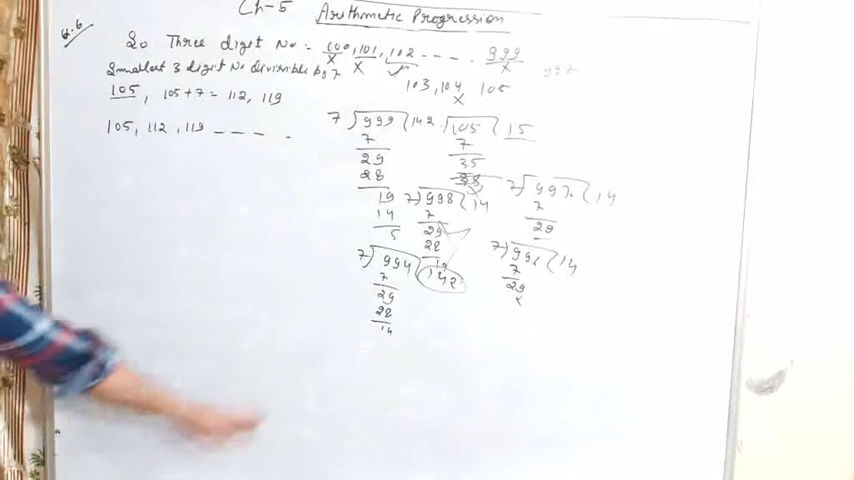 Ch-5 Arithmetic Progression
So Three digit No:- 100, 101, 102 ---- . 999
x x x
Smallest 3 digit No divisible by 7
103, 104, 105
x
105, 105+7 = 112, 119
105, 112, 119 ---- .
7) 999 ( 142
7
29
28
19
14
5
105 ( 15
7
35
7) 998 ( 14
7
29
28
19
7) 997 ( 14
7
29
7) 994 ( 142
7
29
28
14
7) 99 ( 14
7
29
x